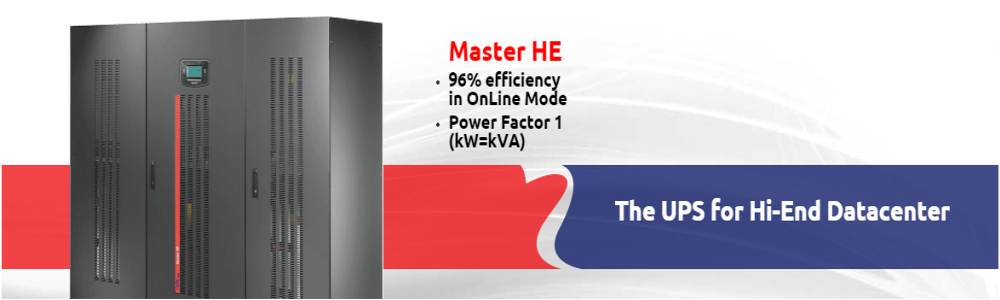 Master HE
• 96% efficiency
in OnLine Mode
• Power Factor 1
(kW=kVA)
The UPS for Hi-End Datacenter